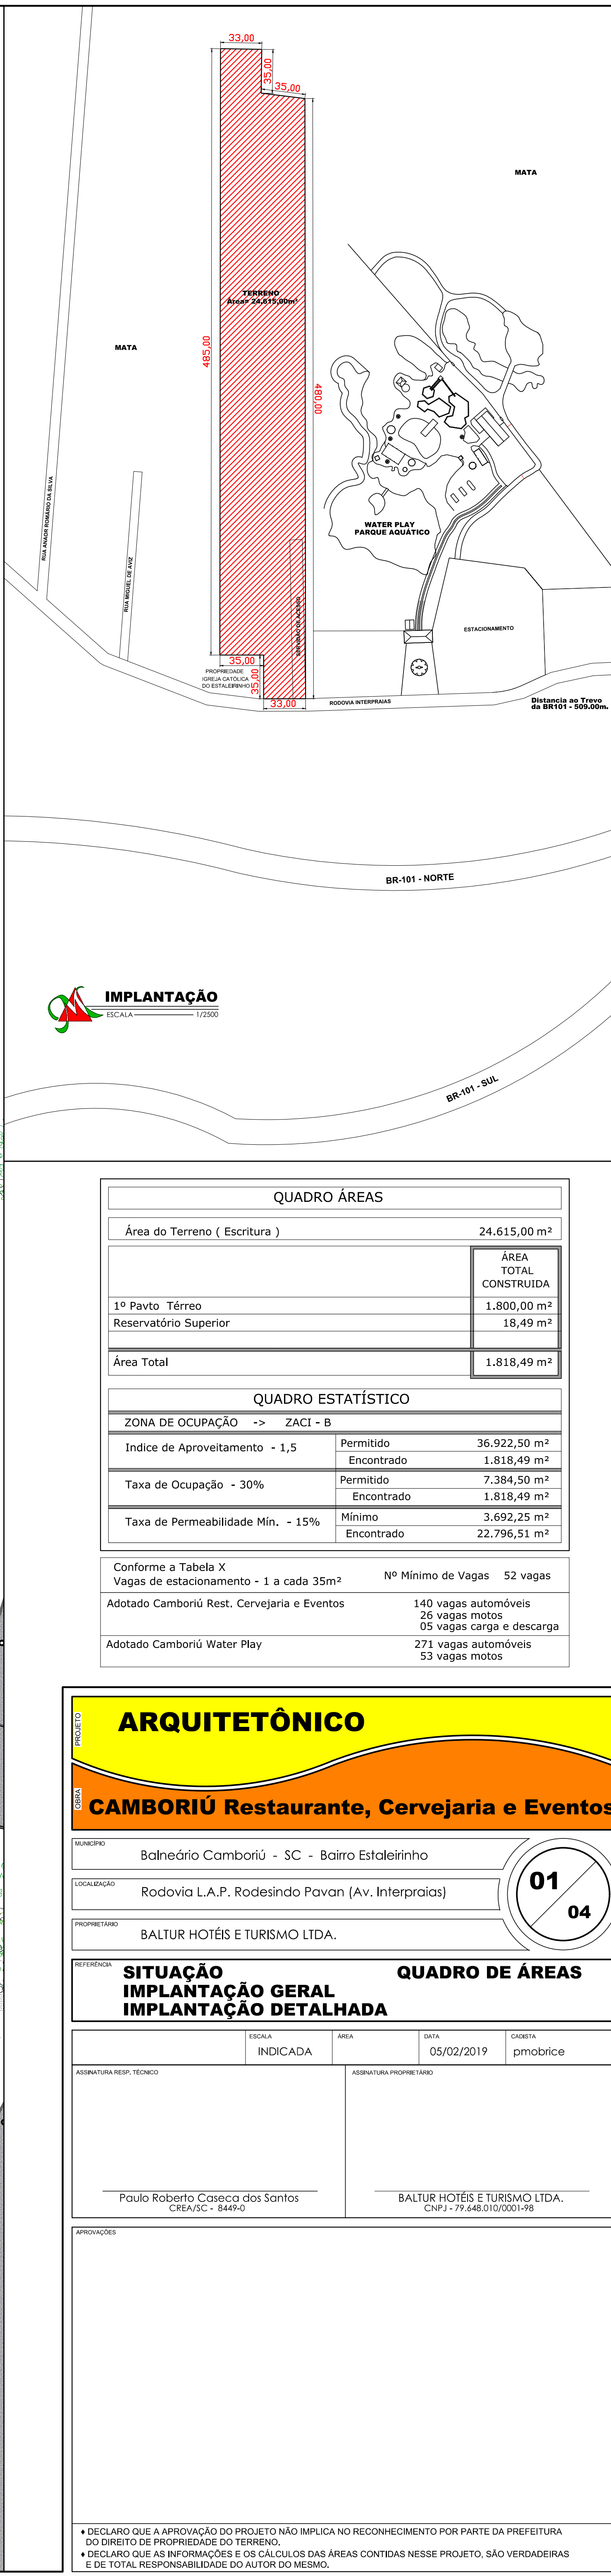 33,00
35,00
35,00
MATA
TERRENO
Área= 24.615,00m²
MATA
485,00
480,00
RUA ANADR ROMÁRIO DA SILVA
RUA MIGUEL DE AVIZ
WATER PLAY
PARQUE AQUÁTICO
SERVIDÃO DE ACESSO
ESTACIONAMENTO
35,00
PROPRIEDADE
IGREJA CATÓLICA
DO ESTALEIRINHO
35,00
33,00
RODOVIA INTERPRAIAS
Distancia ao Trevo
da BR101 - 509.00m.
BR-101 - NORTE
IMPLANTAÇÃO
ESCALA 1/2500
BR-101 - SUL
QUADRO ÁREAS
Área do Terreno ( Escritura ) 24.615,00 m²
ÁREA
TOTAL
CONSTRUIDA
1º Pavto Térreo 1.800,00 m²
Reservatório Superior 18,49 m²
Área Total 1.818,49 m²
QUADRO ESTATÍSTICO
ZONA DE OCUPAÇÃO -> ZACI - B
Indice de Aproveitamento - 1,5
Permitido 36.922,50 m²
Encontrado 1.818,49 m²
Taxa de Ocupação - 30%
Permitido 7.384,50 m²
Encontrado 1.818,49 m²
Taxa de Permeabilidade Mín. - 15%
Mínimo 3.692,25 m²
Encontrado 22.796,51 m²
Conforme a Tabela X
Vagas de estacionamento - 1 a cada 35m²
Nº Mínimo de Vagas 52 vagas
Adotado Camboriú Rest. Cervejaria e Eventos 140 vagas automóveis
26 vagas motos
05 vagas carga e descarga
Adotado Camboriú Water Play 271 vagas automóveis
53 vagas motos
PROJETO
ARQUITETÔNICO
OBRA
CAMBORIÚ Restaurante, Cervejaria e Eventos
MUNICÍPIO
Balneário Camboriú - SC - Bairro Estaleirinho
LOCALIZAÇÃO
Rodovia L.A.P. Rodesindo Pavan (Av. Interpraias)
01
04
PROPRIETÁRIO
BALTUR HOTÉIS E TURISMO LTDA.
REFERÊNCIA
SITUAÇÃO QUADRO DE ÁREAS
IMPLANTAÇÃO GERAL
IMPLANTAÇÃO DETALHADA
ESCALA ÁREA DATA CADISTA
INDICADA 05/02/2019 pmobrice
ASSINATURA RESP. TÉCNICO ASSINATURA PROPRIETÁRIO
Paulo Roberto Caseca dos Santos
CREA/SC - 8449-0
BALTUR HOTÉIS E TURISMO LTDA.
CNPJ - 79.648.010/0001-98
APROVAÇÕES
♦ DECLARO QUE A APROVAÇÃO DO PROJETO NÃO IMPLICA NO RECONHECIMENTO POR PARTE DA PREFEITURA
DO DIREITO DE PROPRIEDADE DO TERRENO.
♦ DECLARO QUE AS INFORMAÇÕES E OS CÁLCULOS DAS ÁREAS CONTIDAS NESSE PROJETO, SÃO VERDADEIRAS
E DE TOTAL RESPONSABILIDADE DO AUTOR DO MESMO.